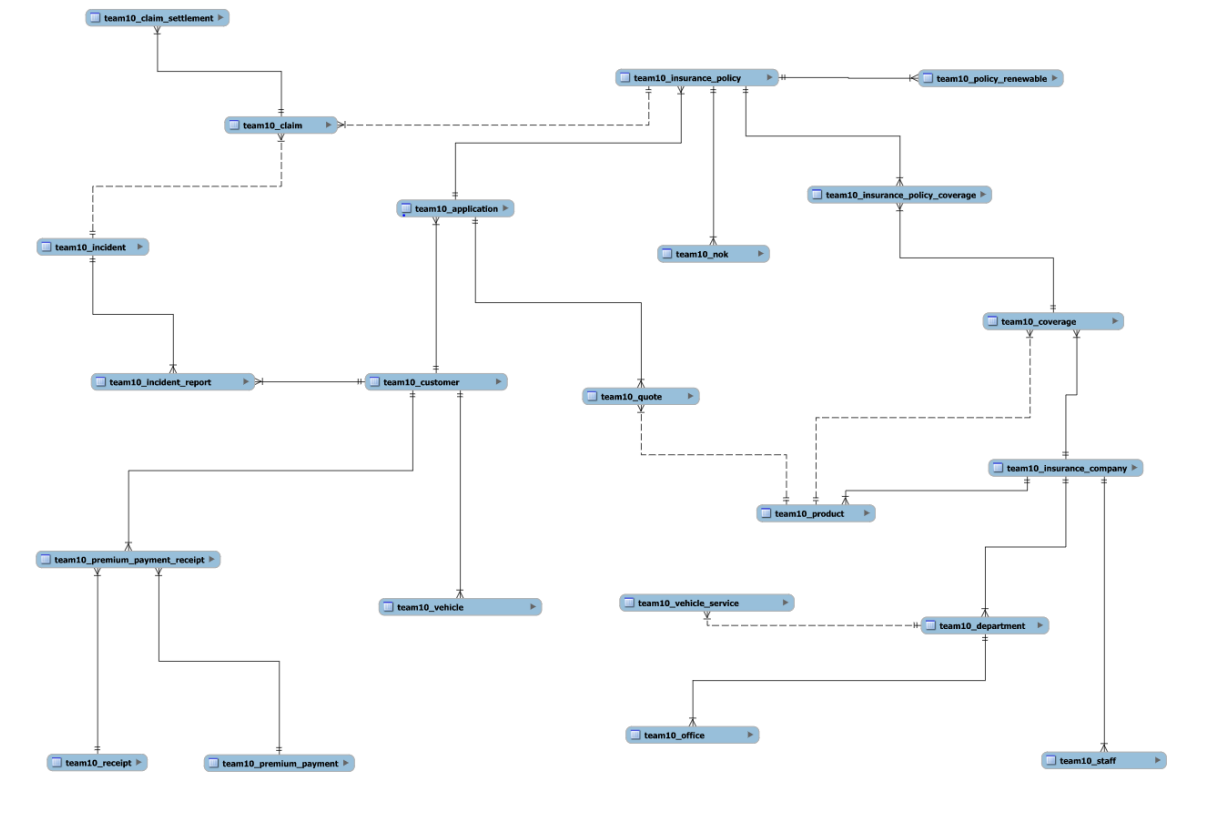 team10_claim_settlement
team10_insurance_policy
team10_policy_renewable
team10_claim
team10_insurance_policy_coverage
team10_application
team10_incident
team10_nok
team10_coverage
team10_incident_report
team10_customer
team10_quote
team10_insurance_company
team10_product
team10_premium_payment_receipt
team10_vehicle
team10_vehicle_service
team10_department
team10_office
team10_receipt
team10_premium_payment
team10_staff